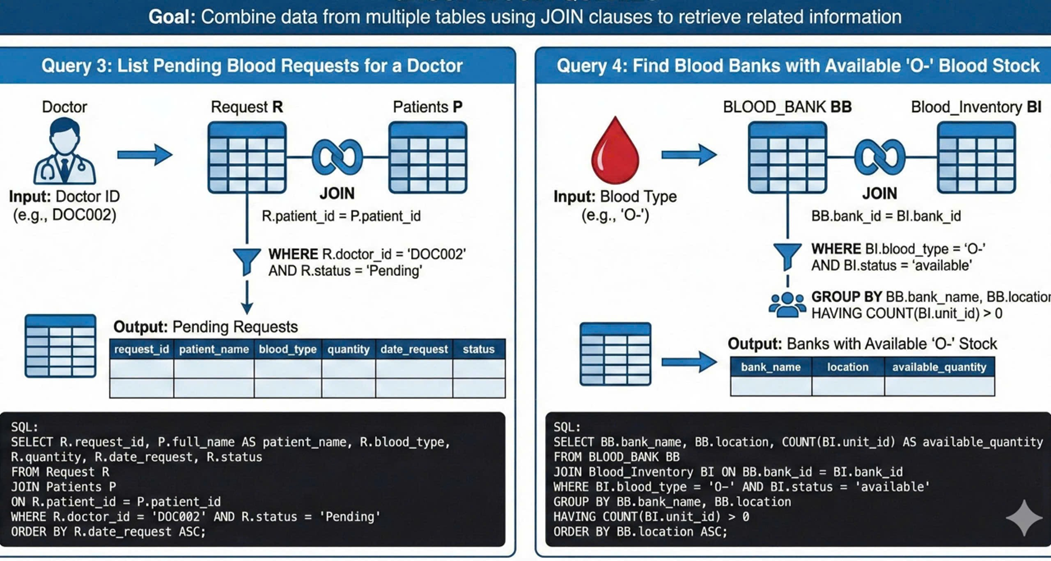 Goal: Combine data from multiple tables using JOIN clauses to retrieve related information
Query 3: List Pending Blood Requests for a Doctor
Doctor
Request R
Patients P
Input: Doctor ID
(e.g., DOC002)
JOIN
R.patient_id = P.patient_id
WHERE R.doctor_id = 'DOC002'
AND R.status = 'Pending'
Output: Pending Requests
request_id patient_name blood_type quantity date_request status
SQL:
SELECT R.request_id, P.full_name AS patient_name, R.blood_type,
R.quantity, R.date_request, R.status
FROM Request R
JOIN Patients P
ON R.patient_id = P.patient_id
WHERE R.doctor_id = 'DOC002' AND R.status = 'Pending'
ORDER BY R.date_request ASC;
Query 4: Find Blood Banks with Available 'O-' Blood Stock
BLOOD_BANK BB
Blood_Inventory BI
Input: Blood Type
(e.g., 'O-')
JOIN
BB.bank_id = BI.bank_id
WHERE BI.blood_type = 'O-'
AND BI.status = 'available'
GROUP BY BB.bank_name, BB.location
HAVING COUNT(BI.unit_id) > 0
Output: Banks with Available 'O-' Stock
bank_name location available_quantity
SQL:
SELECT BB.bank_name, BB.location, COUNT(BI.unit_id) AS available_quantity
FROM BLOOD_BANK BB
JOIN Blood_Inventory BI ON BB.bank_id = BI.bank_id
WHERE BI.blood_type = 'O-' AND BI.status = 'available'
GROUP BY BB.bank_name, BB.location
HAVING COUNT(BI.unit_id) > 0
ORDER BY BB.location ASC;